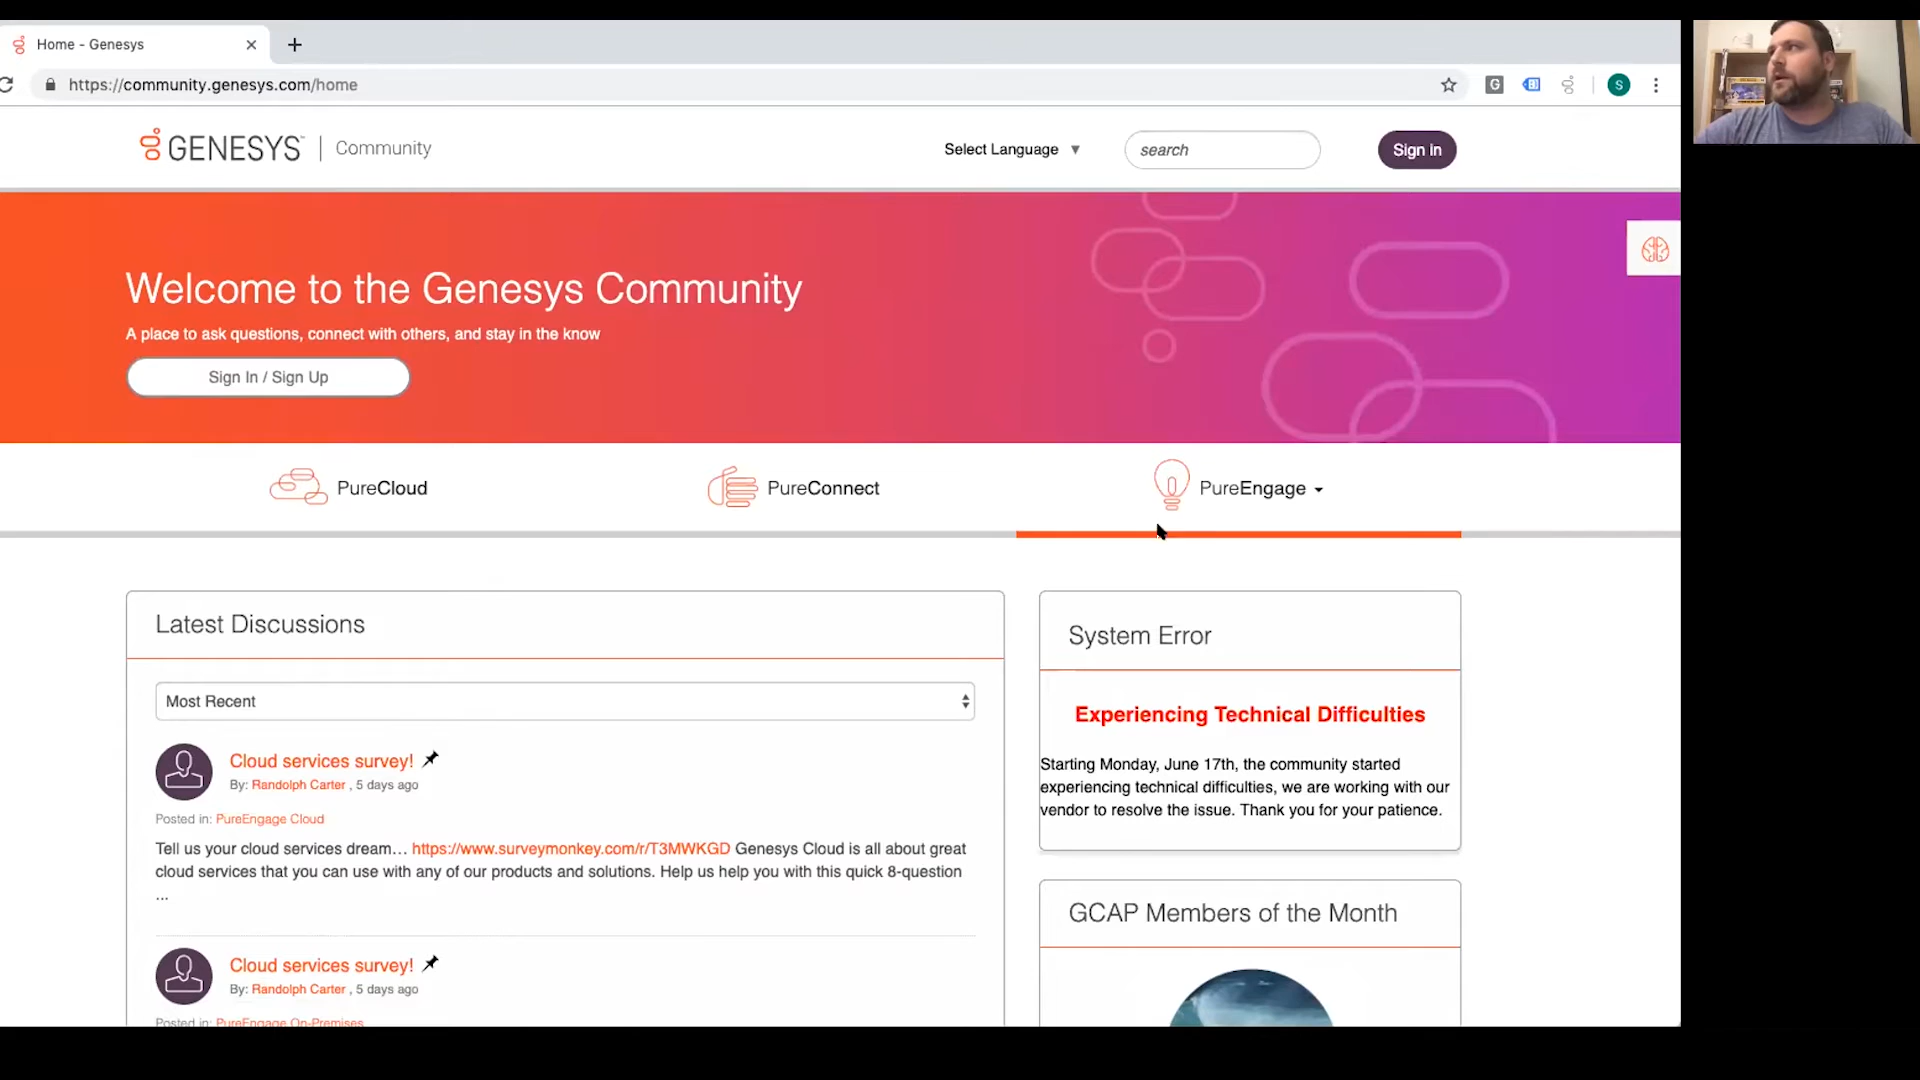 Home - Genesys
https://community.genesys.com/home
G
S
GENESYS™ | Community
Select Language ▼
search
Sign in
Welcome to the Genesys Community
A place to ask questions, connect with others, and stay in the know
Sign In / Sign Up
PureCloud
PureConnect
PureEngage
Latest Discussions
Most Recent
Cloud services survey!
By: Randolph Carter , 5 days ago
Posted in: PureEngage Cloud
Tell us your cloud services dream… https://www.surveymonkey.com/r/T3MWKGD Genesys Cloud is all about great
cloud services that you can use with any of our products and solutions. Help us help you with this quick 8-question
...
Cloud services survey!
By: Randolph Carter , 5 days ago
Posted in: PureEngage On-Premises
System Error
Experiencing Technical Difficulties
Starting Monday, June 17th, the community started
experiencing technical difficulties, we are working with our
vendor to resolve the issue. Thank you for your patience.
GCAP Members of the Month